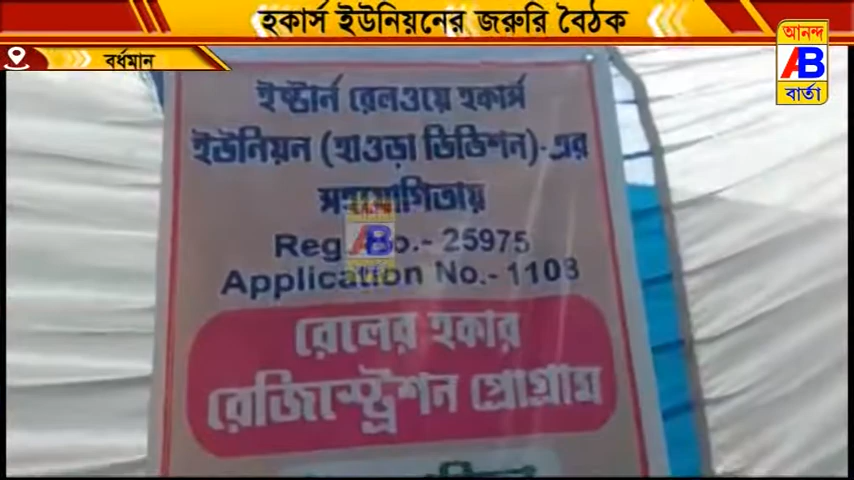 হকার্স ইউনিয়নের জরুরি বৈঠক
আনন্দ
AB
বার্তা
বর্ধমান
ইস্টার্ন রেলওয়ে হকার্স
ইউনিয়ন (হাওড়া ডিভিশন)-এর
সহযোগিতায়
Reg. No.- 25975
Application No.- 1108
রেলের হকার
রেজিস্ট্রেশন প্রোগ্রাম